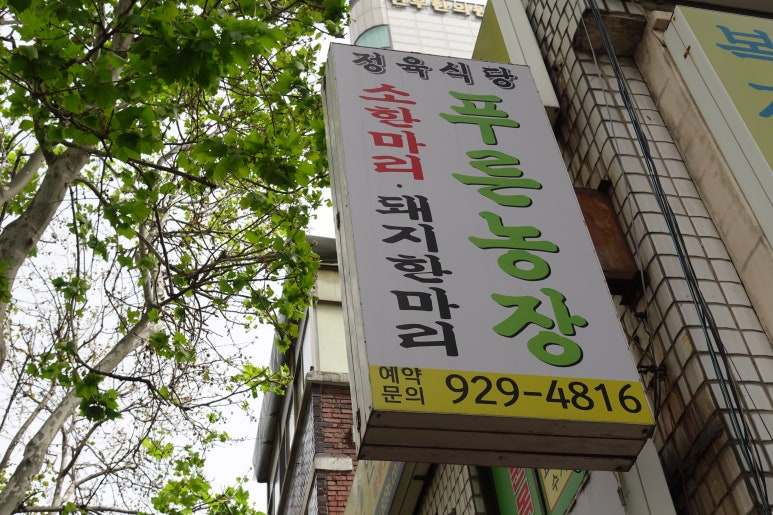 정육식당
푸른농장
소한마리·돼지한마리
예약
문의
929-4816